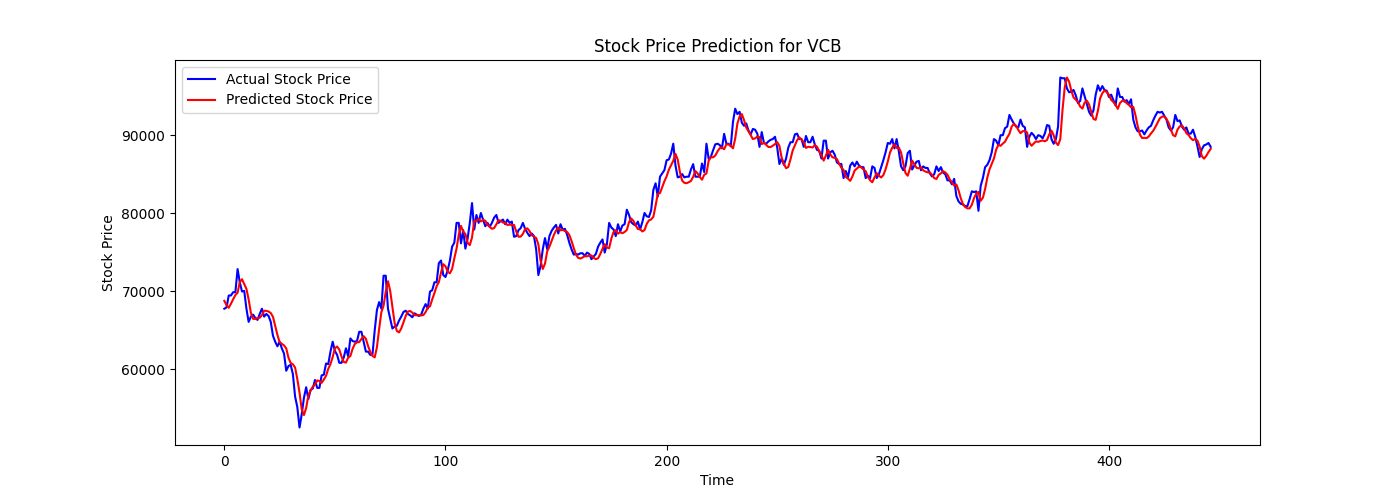 Stock Price Prediction for VCB
Actual Stock Price
Predicted Stock Price
90000
80000
70000
60000
Stock Price
0 100 200 300 400
Time